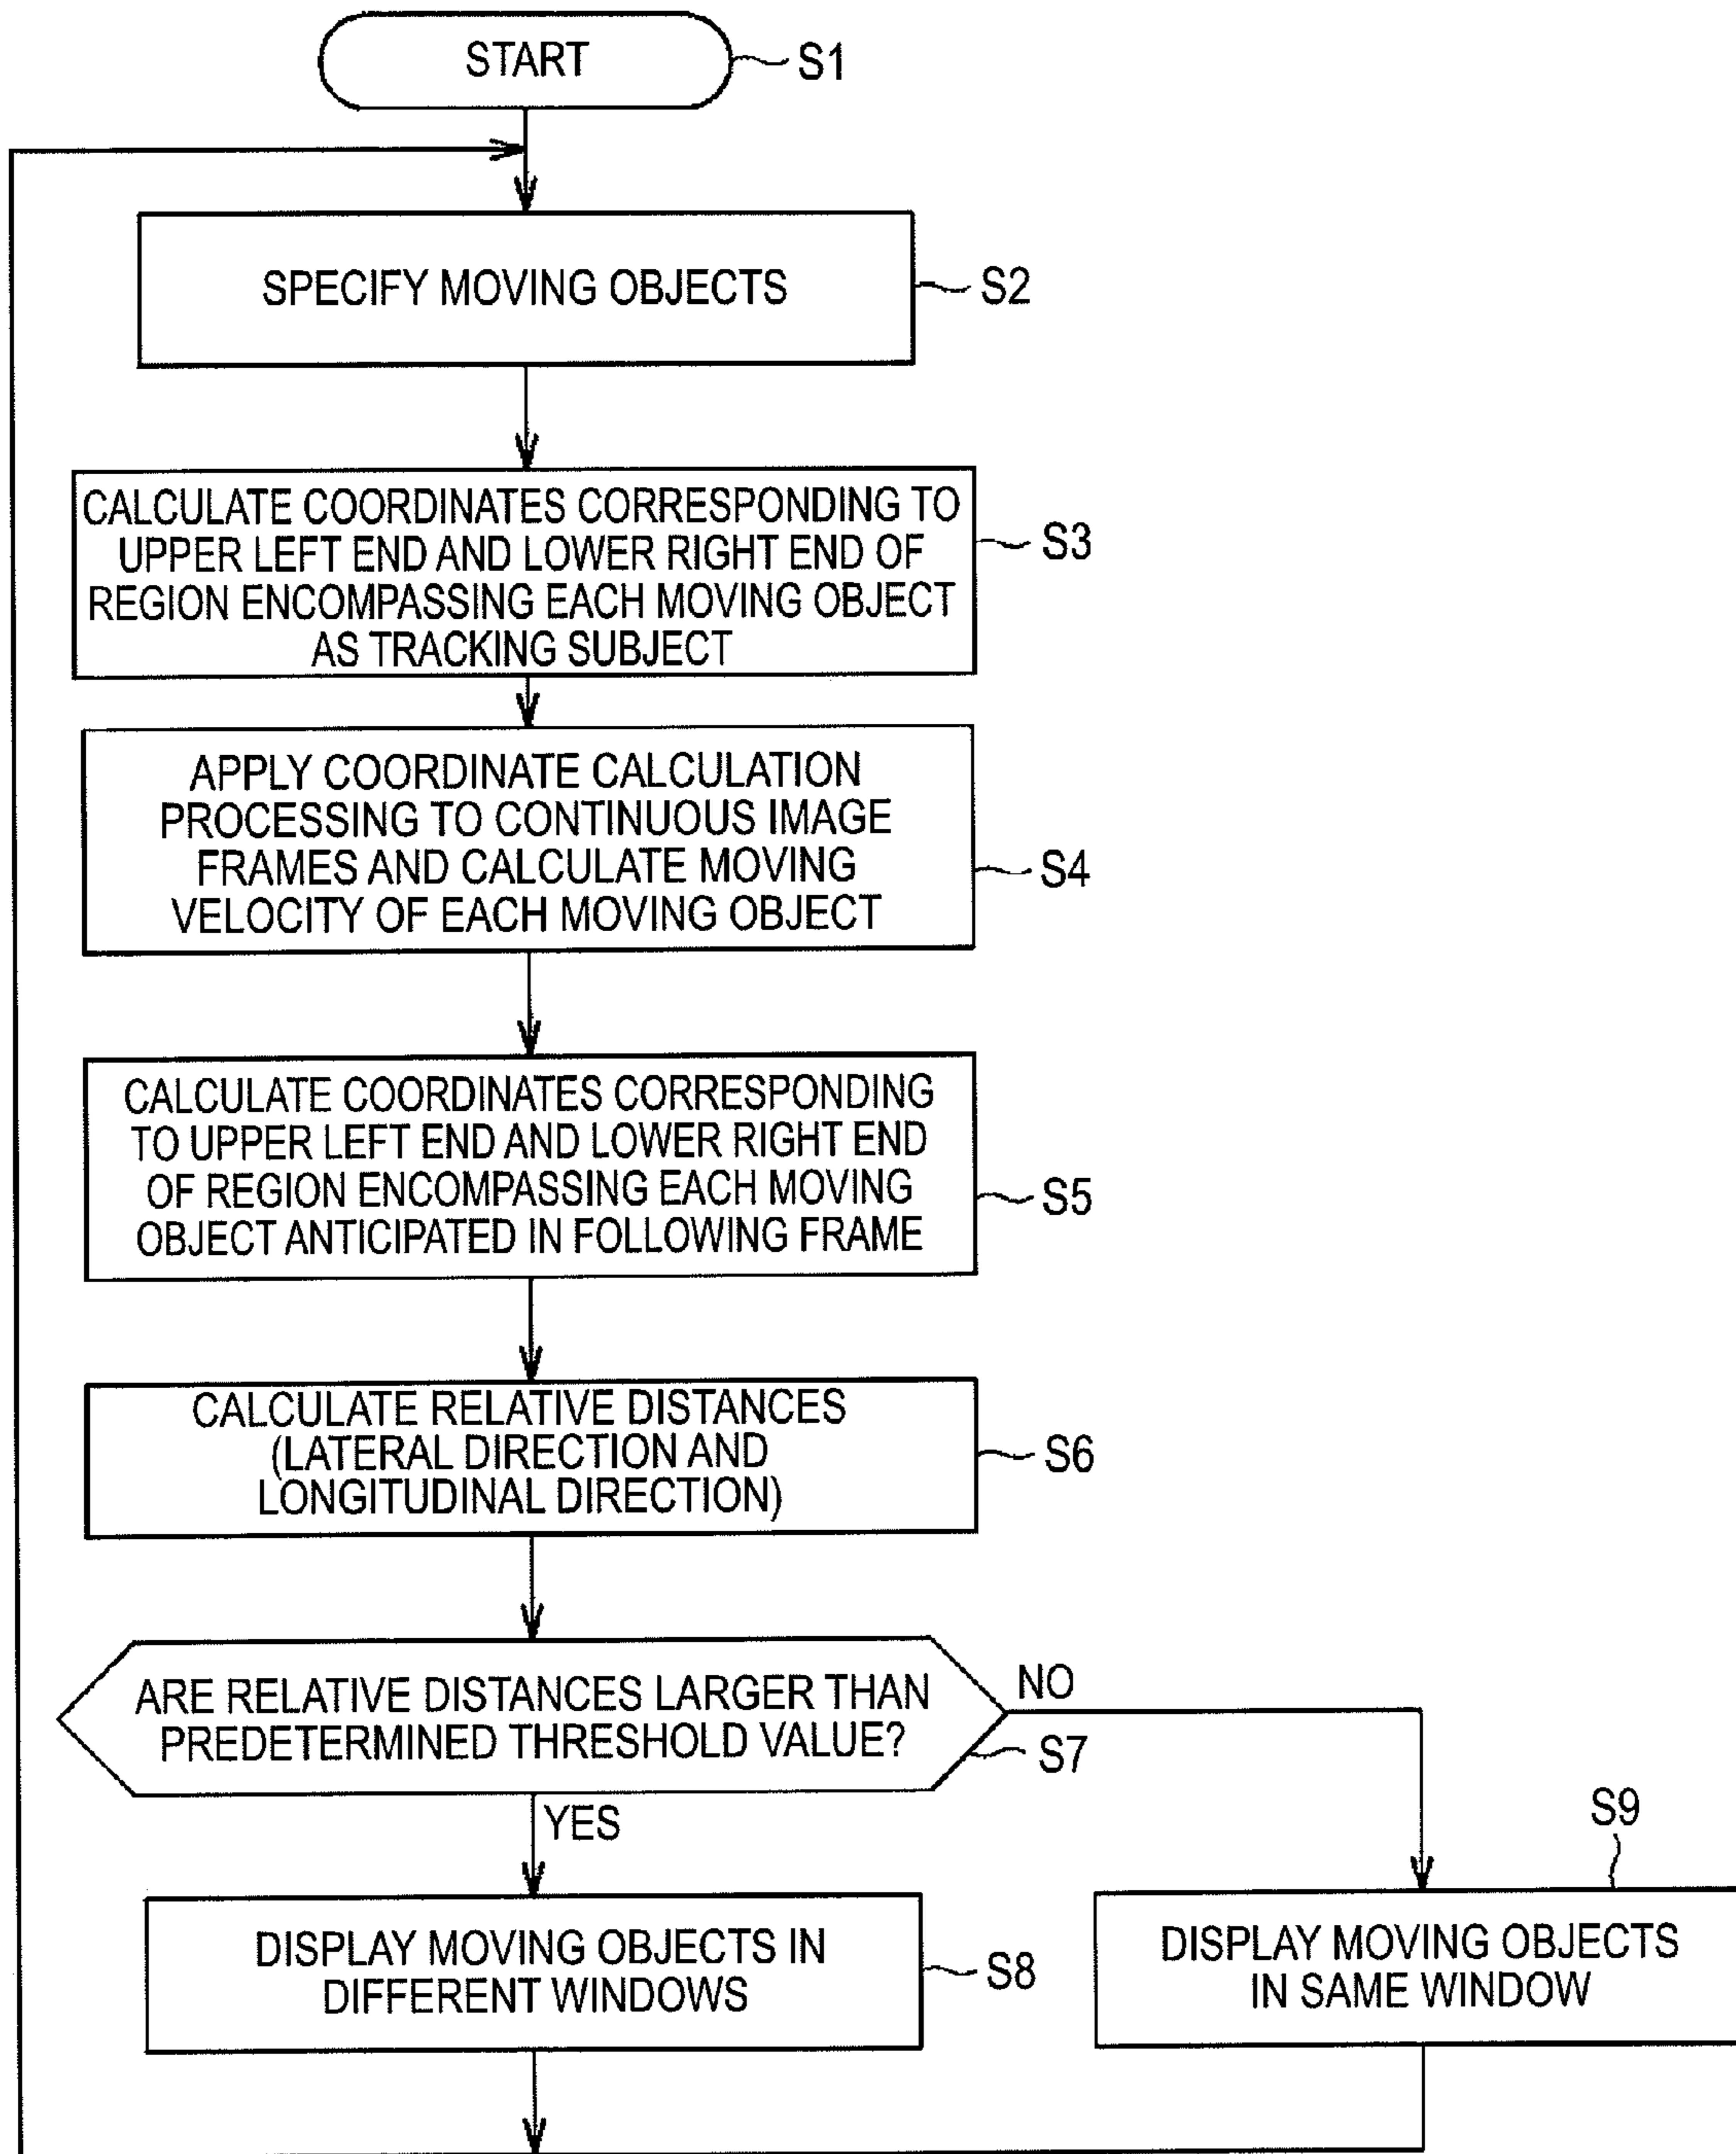 START
S1
SPECIFY MOVING OBJECTS
S2
CALCULATE COORDINATES CORRESPONDING TO
UPPER LEFT END AND LOWER RIGHT END OF
REGION ENCOMPASSING EACH MOVING OBJECT
AS TRACKING SUBJECT
S3
APPLY COORDINATE CALCULATION
PROCESSING TO CONTINUOUS IMAGE
FRAMES AND CALCULATE MOVING
VELOCITY OF EACH MOVING OBJECT
S4
CALCULATE COORDINATES CORRESPONDING
TO UPPER LEFT END AND LOWER RIGHT END
OF REGION ENCOMPASSING EACH MOVING
OBJECT ANTICIPATED IN FOLLOWING FRAME
S5
CALCULATE RELATIVE DISTANCES
(LATERAL DIRECTION AND
LONGITUDINAL DIRECTION)
S6
ARE RELATIVE DISTANCES LARGER THAN
PREDETERMINED THRESHOLD VALUE?
NO
S7
YES
S9
DISPLAY MOVING OBJECTS IN
DIFFERENT WINDOWS
S8
DISPLAY MOVING OBJECTS
IN SAME WINDOW